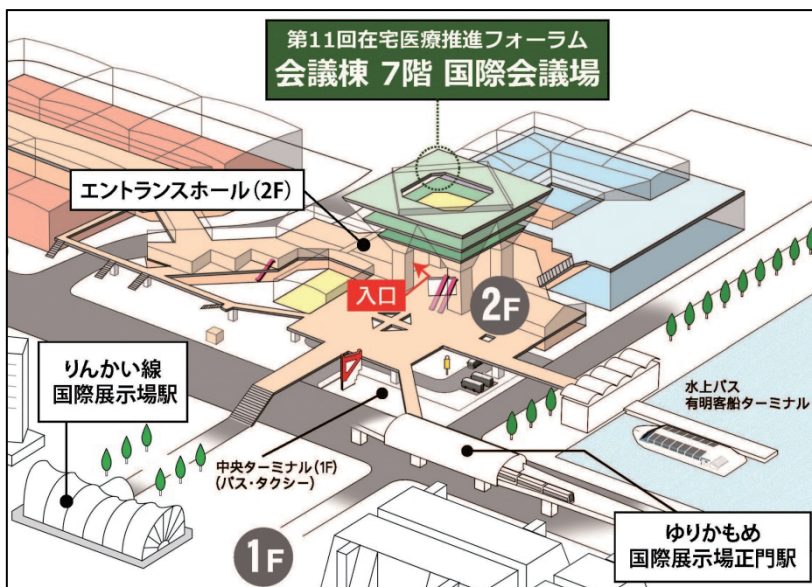 第11回在宅医療推進フォーラム
会議棟 7階 国際会議場
エントランスホール(2F)
入口
2F
りんかい線
国際展示場駅
水上バス
有明客船ターミナル
中央ターミナル(1F)
(バス・タクシー)
1F
ゆりかもめ
国際展示場正門駅